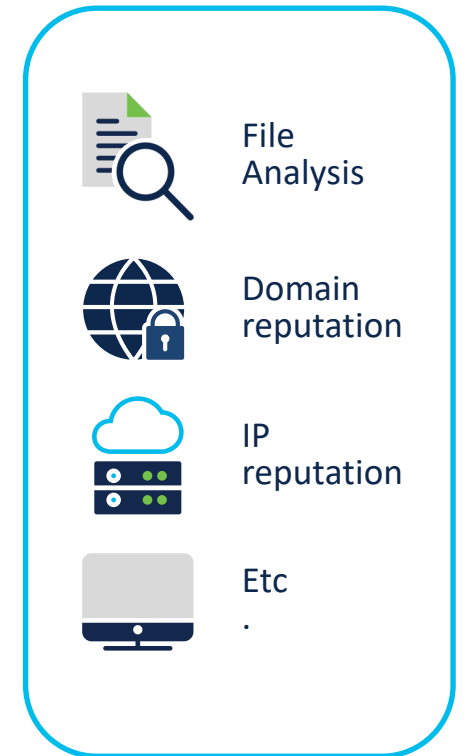 File
Analysis
Domain
reputation
IP
reputation
Etc
.